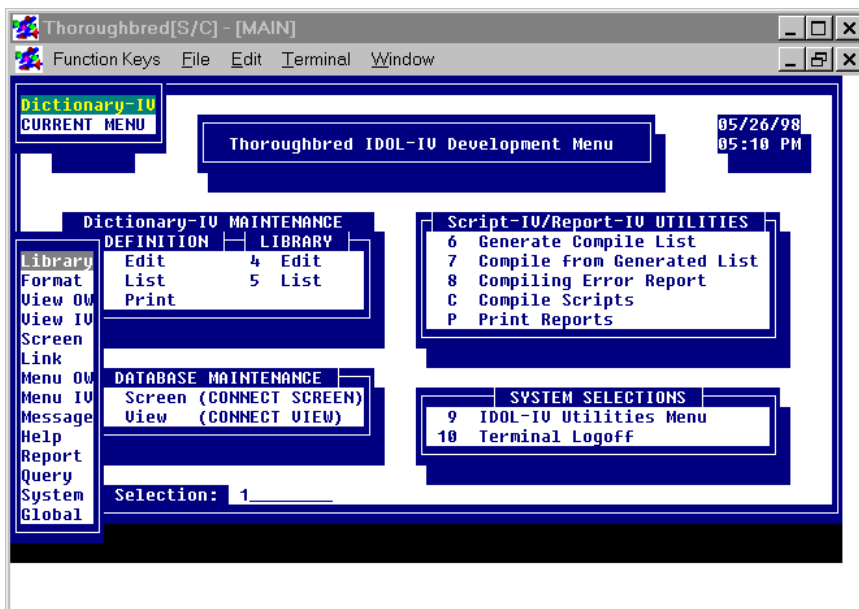 Thoroughbred[S/C] - [MAIN]
Function Keys File Edit Terminal Window
Dictionary-IV
CURRENT MENU
Thoroughbred IDOL-IV Development Menu
05/26/98
05:10 PM
Dictionary-IV MAINTENANCE
DEFINITION LIBRARY
Edit 4 Edit
List 5 List
Print
Script-IV/Report-IV UTILITIES
6 Generate Compile List
7 Compile from Generated List
8 Compiling Error Report
C Compile Scripts
P Print Reports
Library
Format
View OW
View IV
Screen
Link
Menu OW
Menu IV
Message
Help
Report
Query
System
Global
DATABASE MAINTENANCE
Screen (CONNECT SCREEN)
View (CONNECT VIEW)
SYSTEM SELECTIONS
9 IDOL-IV Utilities Menu
10 Terminal Logoff
Selection: 1_________